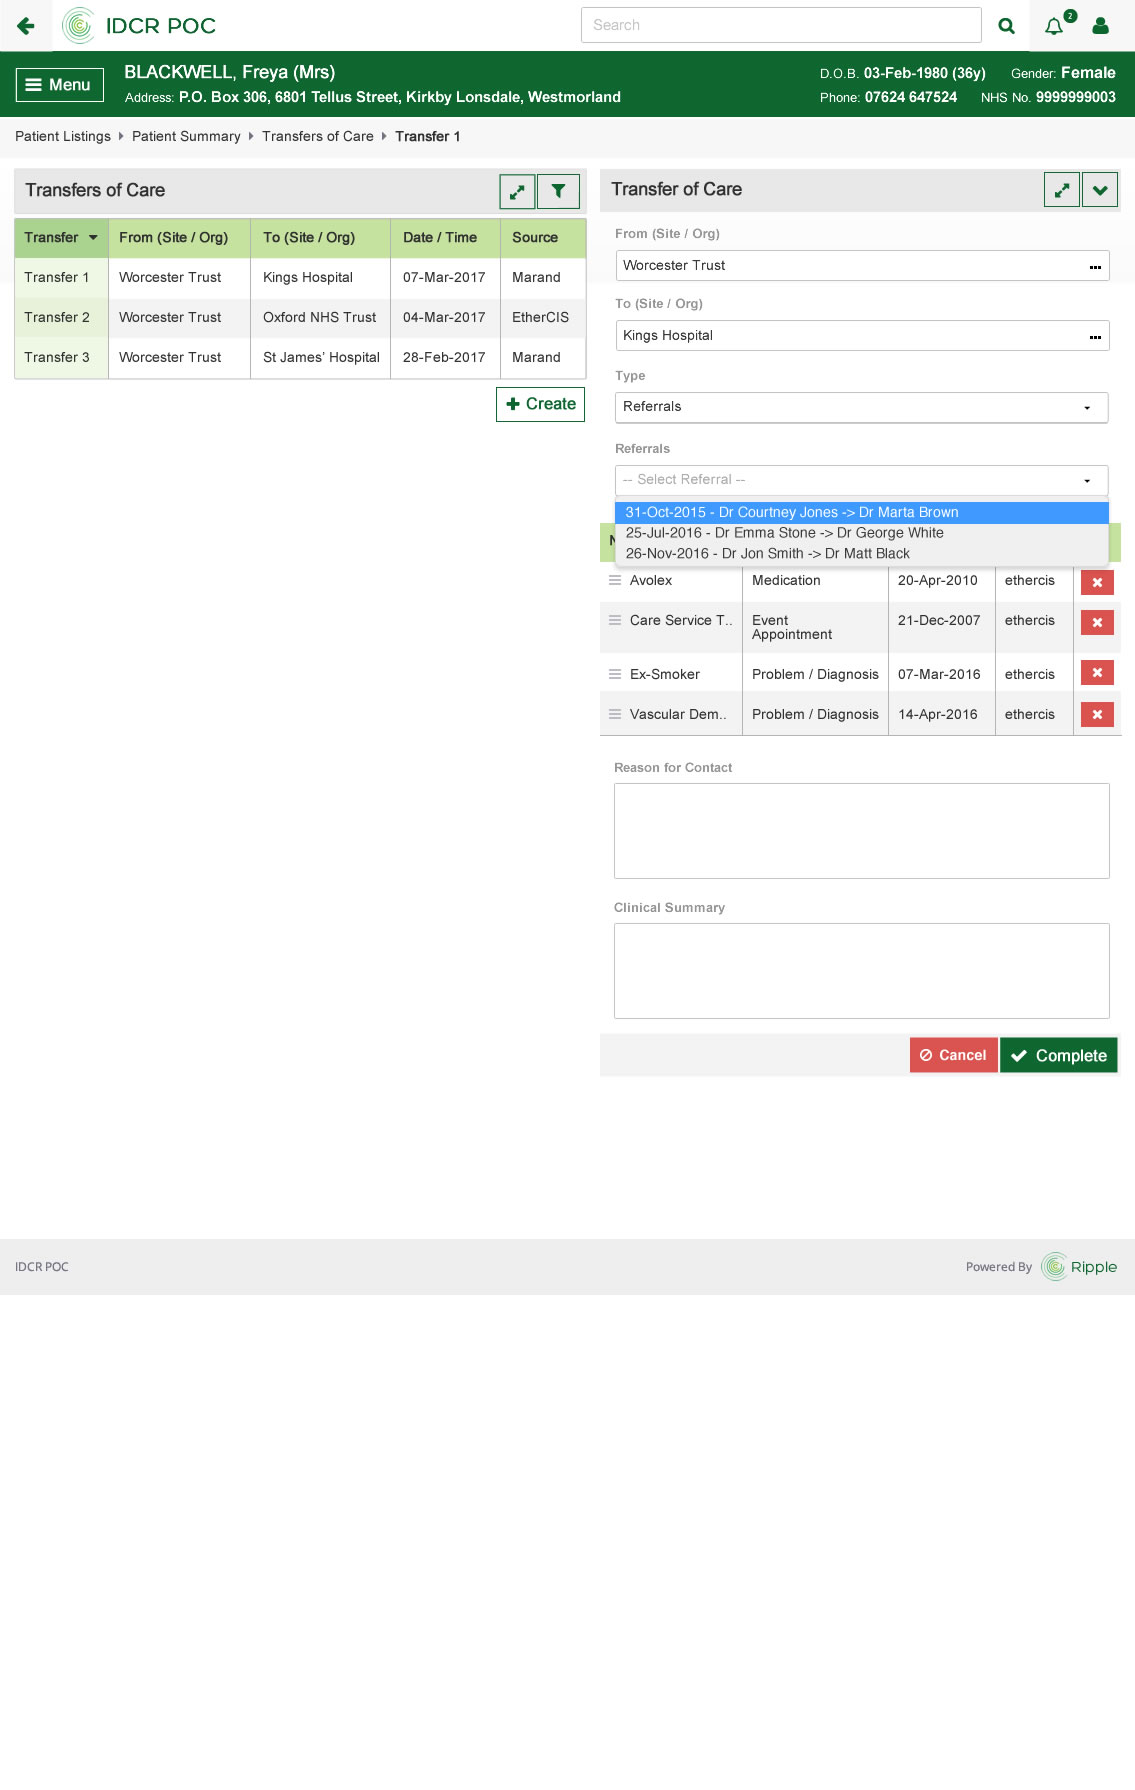 IDCR POC
Search
2
Menu
BLACKWELL, Freya (Mrs)
Address: P.O. Box 306, 6801 Tellus Street, Kirkby Lonsdale, Westmorland
D.O.B. 03-Feb-1980 (36y) Gender: Female
Phone: 07624 647524 NHS No. 9999999003
Patient Listings Patient Summary Transfers of Care Transfer 1
Transfers of Care
Transfer From (Site / Org) To (Site / Org) Date / Time Source
Transfer 1 Worcester Trust Kings Hospital 07-Mar-2017 Marand
Transfer 2 Worcester Trust Oxford NHS Trust 04-Mar-2017 EtherCIS
Transfer 3 Worcester Trust St James’ Hospital 28-Feb-2017 Marand
Create
Transfer of Care
From (Site / Org)
Worcester Trust
To (Site / Org)
Kings Hospital
Type
Referrals
Referrals
-- Select Referral --
31-Oct-2015 - Dr Courtney Jones -> Dr Marta Brown
25-Jul-2016 - Dr Emma Stone -> Dr George White
26-Nov-2016 - Dr Jon Smith -> Dr Matt Black
Avolex Medication 20-Apr-2010 ethercis
Care Service T.. Event Appointment 21-Dec-2007 ethercis
Ex-Smoker Problem / Diagnosis 07-Mar-2016 ethercis
Vascular Dem.. Problem / Diagnosis 14-Apr-2016 ethercis
Reason for Contact
Clinical Summary
Cancel
Complete
IDCR POC
Powered By Ripple